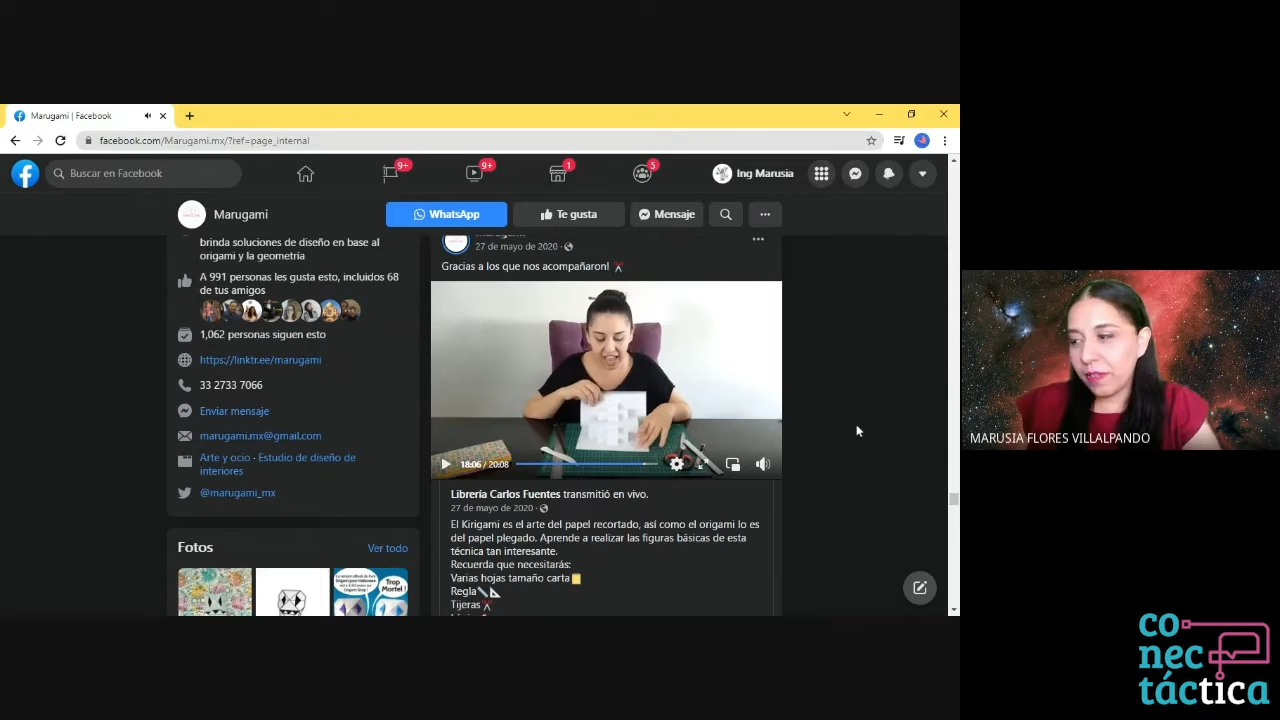 Marugami | Facebook
facebook.com/Marugami.mx/?ref=page_internal
Buscar en Facebook
9+
9+
1
5
Ing Marusia
Marugami
WhatsApp
Te gusta
Mensaje
brinda soluciones de diseño en base al
origami y la geometría
A 991 personas les gusta esto, incluidos 68
de tus amigos
1,062 personas siguen esto
https://linktr.ee/marugami
33 2733 7066
Enviar mensaje
marugami.mx@gmail.com
Arte y ocio · Estudio de diseño de
interiores
@marugami_mx
Fotos
Ver todo
Trop
Mortel !
27 de mayo de 2020 ·
Gracias a los que nos acompañaron!
18:06 / 20:08
Librería Carlos Fuentes transmitió en vivo.
27 de mayo de 2020 ·
El Kirigami es el arte del papel recortado, así como el origami lo es
del papel plegado. Aprende a realizar las figuras básicas de esta
técnica tan interesante.
Recuerda que necesitarás:
Varias hojas tamaño carta
Regla
Tijeras
MARUSIA FLORES VILLALPANDO
co
nec
táctica